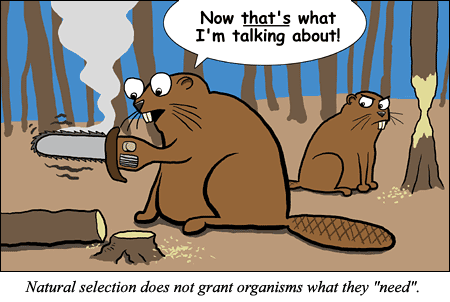 Now that's what
I'm talking about!
Natural selection does not grant organisms what they "need".